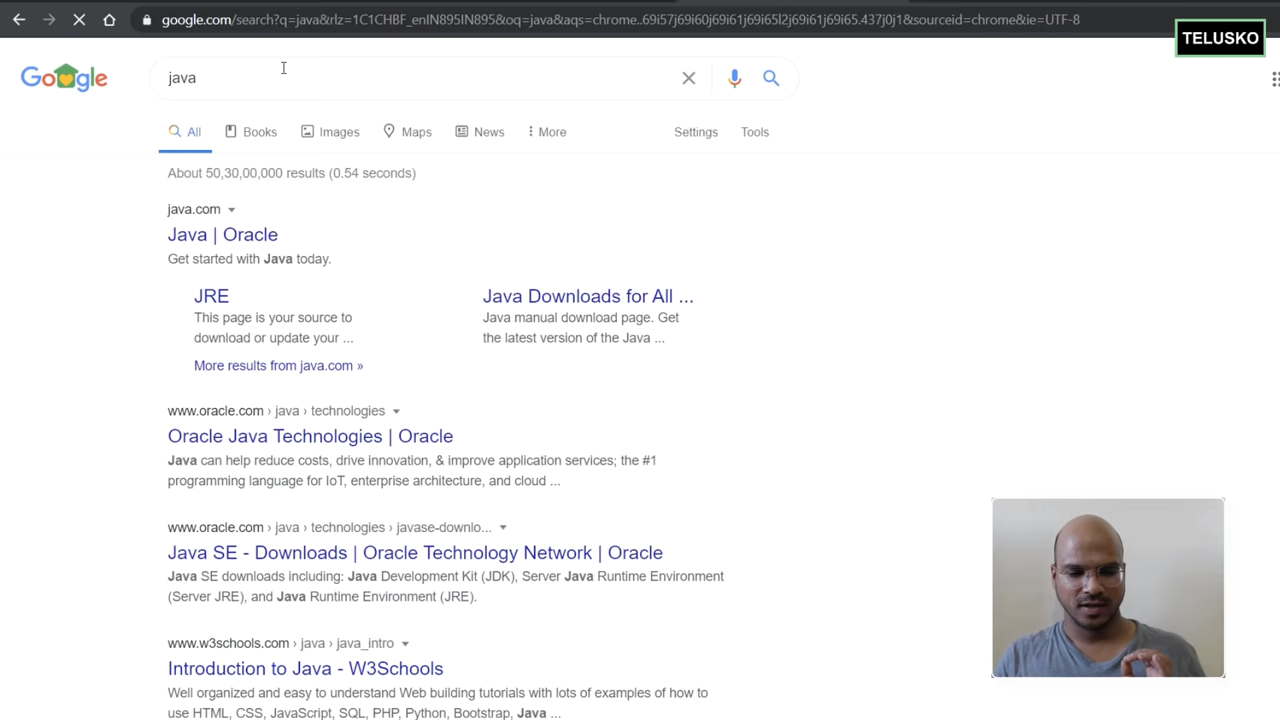 google.com/search?q=java&rlz=1C1CHBF_enIN895IN895&oq=java&aqs=chrome..69i57j69i60j69i61j69i65l2j69i61j69i65.437j0j1&sourceid=chrome&ie=UTF-8
TELUSKO
Google
java
All Books Images Maps News More Settings Tools
About 50,30,00,000 results (0.54 seconds)
java.com
Java | Oracle
Get started with Java today.
JRE
This page is your source to
download or update your ...
Java Downloads for All ...
Java manual download page. Get
the latest version of the Java ...
More results from java.com »
www.oracle.com › java › technologies
Oracle Java Technologies | Oracle
Java can help reduce costs, drive innovation, & improve application services; the #1
programming language for IoT, enterprise architecture, and cloud ...
www.oracle.com › java › technologies › javase-downlo...
Java SE - Downloads | Oracle Technology Network | Oracle
Java SE downloads including: Java Development Kit (JDK), Server Java Runtime Environment
(Server JRE), and Java Runtime Environment (JRE).
www.w3schools.com › java › java_intro
Introduction to Java - W3Schools
Well organized and easy to understand Web building tutorials with lots of examples of how to
use HTML, CSS, JavaScript, SQL, PHP, Python, Bootstrap, Java ...